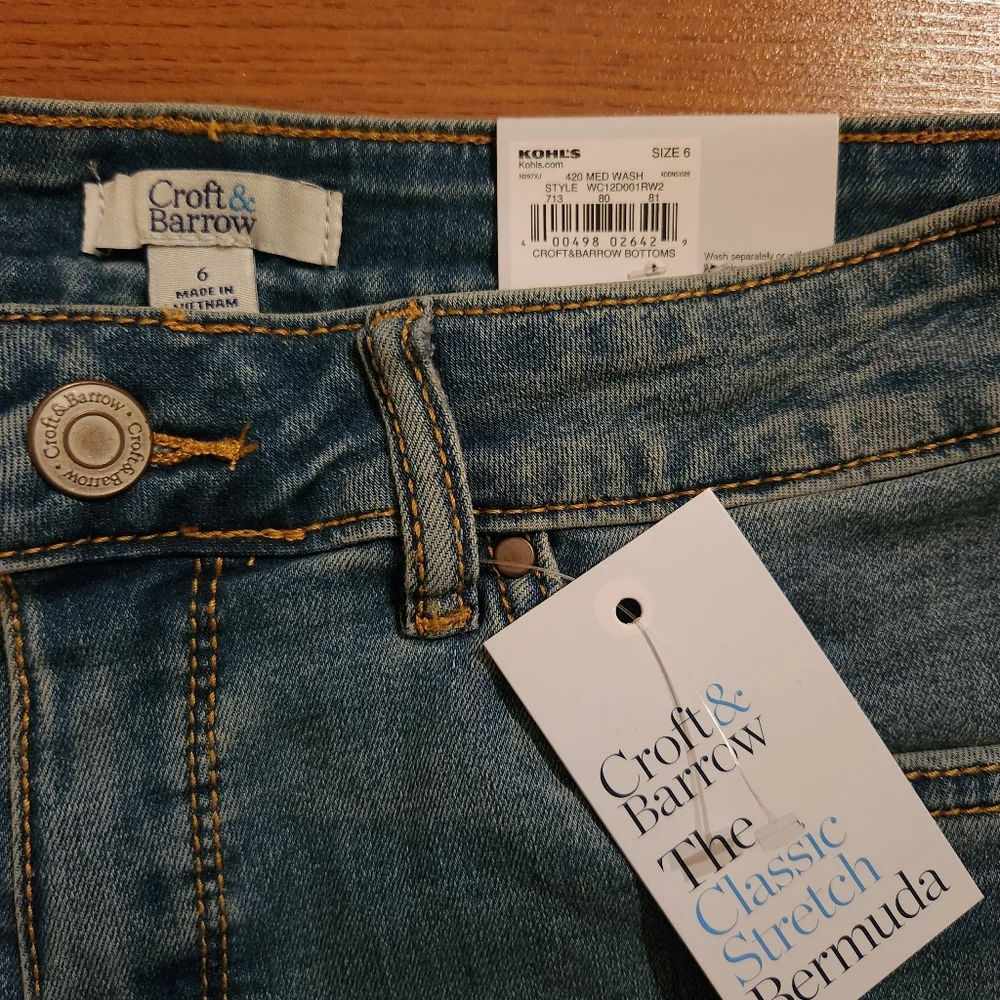 Croft&
Barrow
6
MADE IN
VIETNAM
KOHL'S
SIZE 6
Kohls.com
420 MED WASH
STYLE WC12D001RW2
713 80 81
4 00498 02642 9
CROFT&BARROW BOTTOMS
Wash separately or
Croft&Barrow • Croft&Barrow •
Croft&
Barrow
The
Classic
Stretch
Bermuda